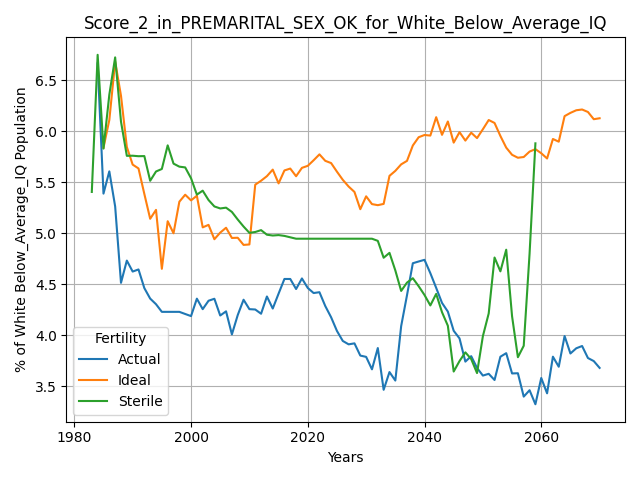 Score_2_in_PREMARITAL_SEX_OK_for_White_Below_Average_IQ
% of White Below_Average_IQ Population
6.5
6.0
5.5
5.0
4.5
4.0
3.5
Fertility
Actual
Ideal
Sterile
1980
2000
2020
2040
2060
Years